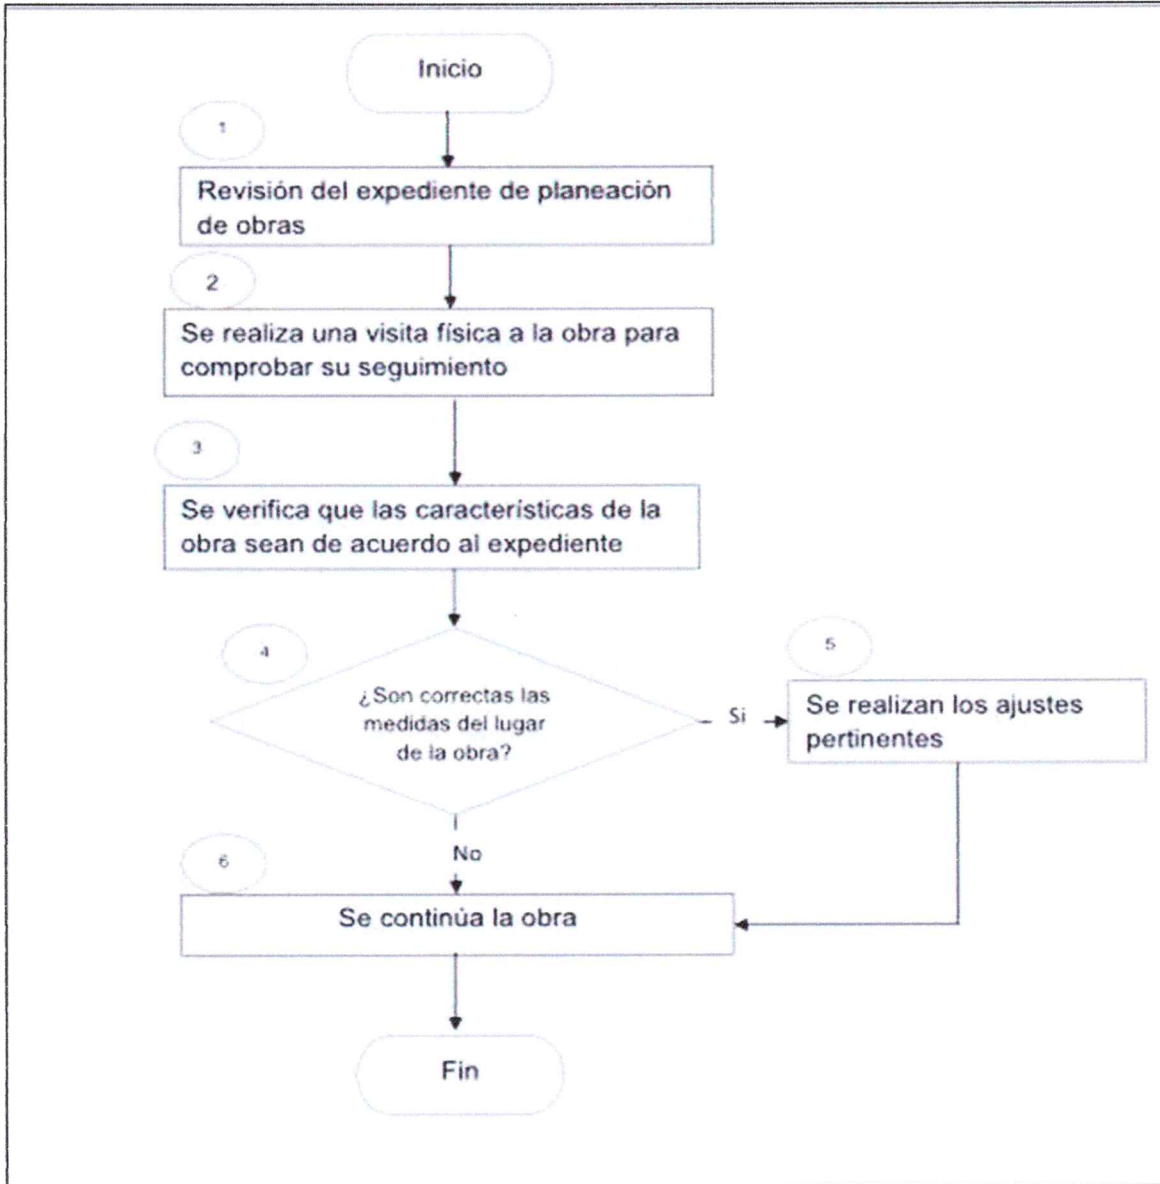 Inicio
1
Revisión del expediente de planeación
de obras
2
Se realiza una visita física a la obra para
comprobar su seguimiento
3
Se verifica que las características de la
obra sean de acuerdo al expediente
4
¿Son correctas las
medidas del lugar
de la obra?
Si
5
Se realizan los ajustes
pertinentes
No
6
Se continúa la obra
Fin